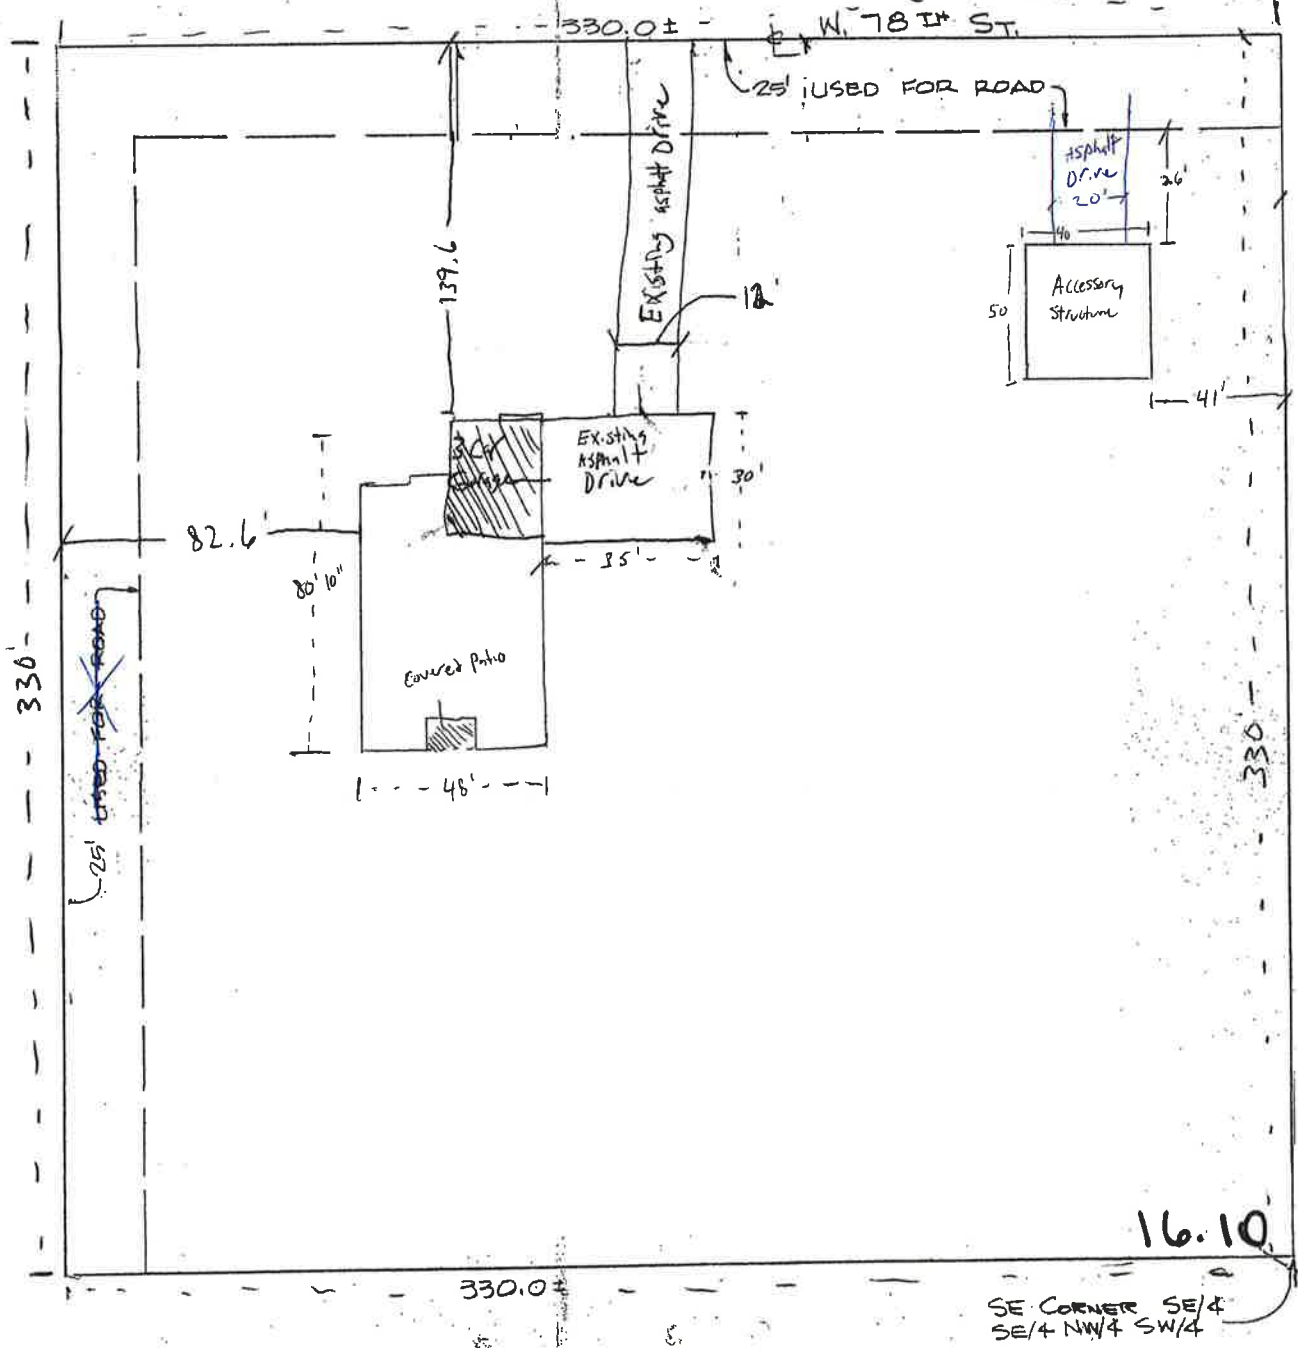 330.0±
W. 78TH ST.
25' USED FOR ROAD
Existing asphalt Drive
Asphalt
Drive
20'
26'
40
139.6
12'
50
Accessory
Structure
41'
3 Car
Garage
Existing
Asphalt
Drive
30'
82.6'
35'
80' 10"
330'
25' USED FOR ROAD
Covered Patio
48'
330'
16.10
330.0±
SE CORNER SE/4
SE/4 NW/4 SW/4